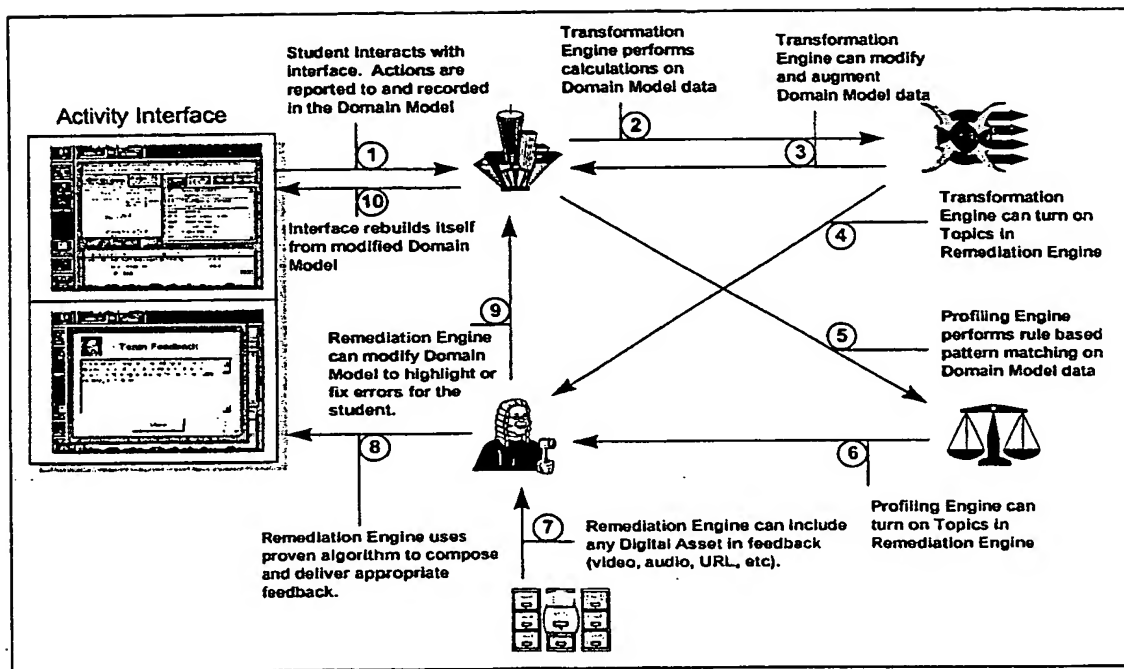 Student Interacts with
Interface. Actions are
reported to and recorded
in the Domain Model
Transformation
Engine performs
calculations on
Domain Model data
Transformation
Engine can modify
and augment
Domain Model data
Activity Interface
1
2
3
10
Interface rebuilds itself
from modified Domain
Model
4
Transformation
Engine can turn on
Topics in
Remediation Engine
9
Remediation Engine
can modify Domain
Model to highlight or
fix errors for the
student.
5
Profiling Engine
performs rule based
pattern matching on
Domain Model data
Team Feedback
8
6
Remediation Engine uses
proven algorithm to compose
and deliver appropriate
feedback.
7
Remediation Engine can include
any Digital Asset in feedback
(video, audio, URL, etc).
Profiling Engine can
turn on Topics in
Remediation Engine